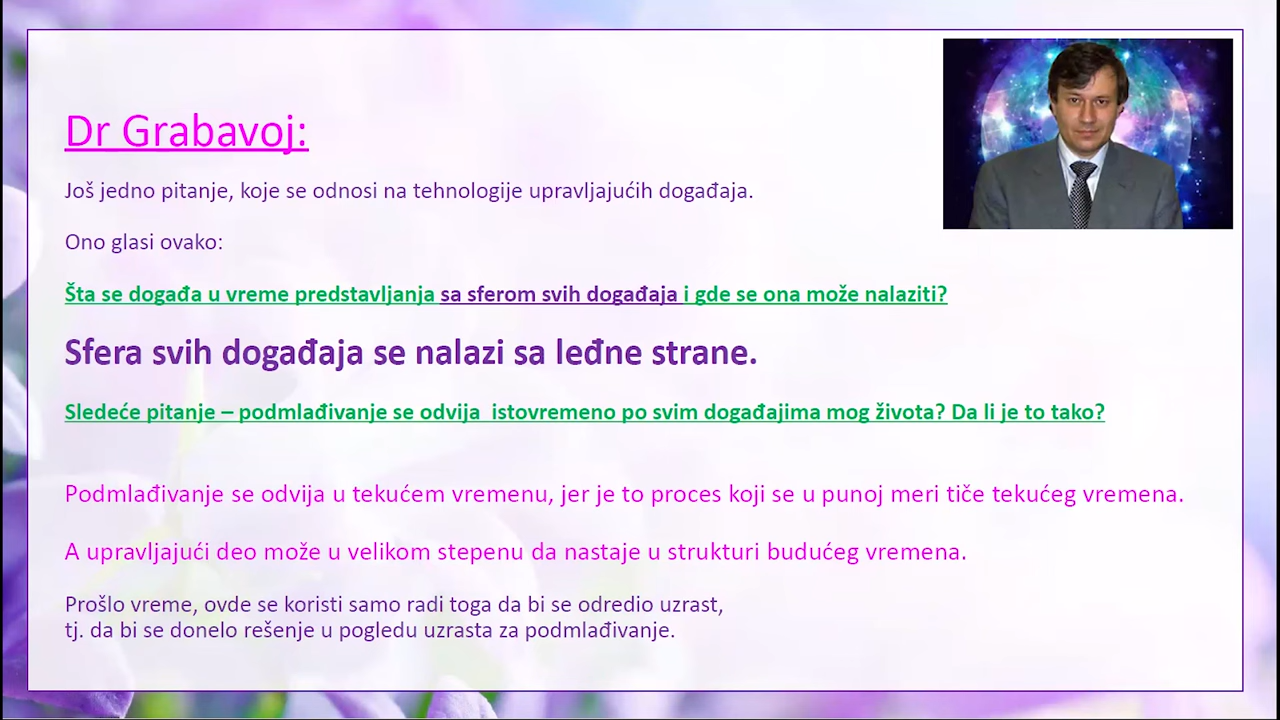 Dr Grabavoj:
Još jedno pitanje, koje se odnosi na tehnologije upravljajućih događaja.
Ono glasi ovako:
Šta se događa u vreme predstavljanja sa sferom svih događaja i gde se ona može nalaziti?
Sfera svih događaja se nalazi sa leđne strane.
Sledeće pitanje – podmlađivanje se odvija  istovremeno po svim događajima mog života? Da li je to tako?
Podmlađivanje se odvija u tekućem vremenu, jer je to proces koji se u punoj meri tiče tekućeg vremena.
A upravljajući deo može u velikom stepenu da nastaje u strukturi budućeg vremena.
Prošlo vreme, ovde se koristi samo radi toga da bi se odredio uzrast,
tj. da bi se donelo rešenje u pogledu uzrasta za podmlađivanje.